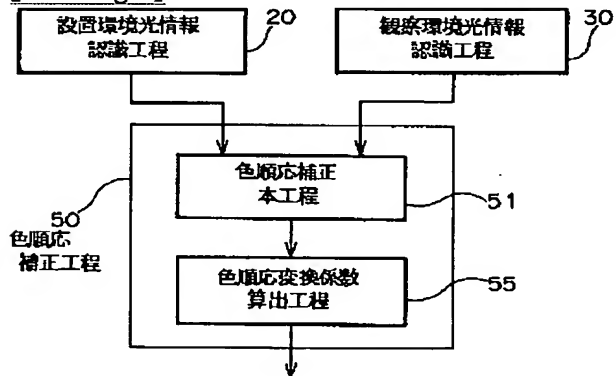 設置環境光情報
認識工程
20
観察環境光情報
認識工程
30
色順応補正
本工程
51
50
色順応
補正工程
色順応変換係数
算出工程
55